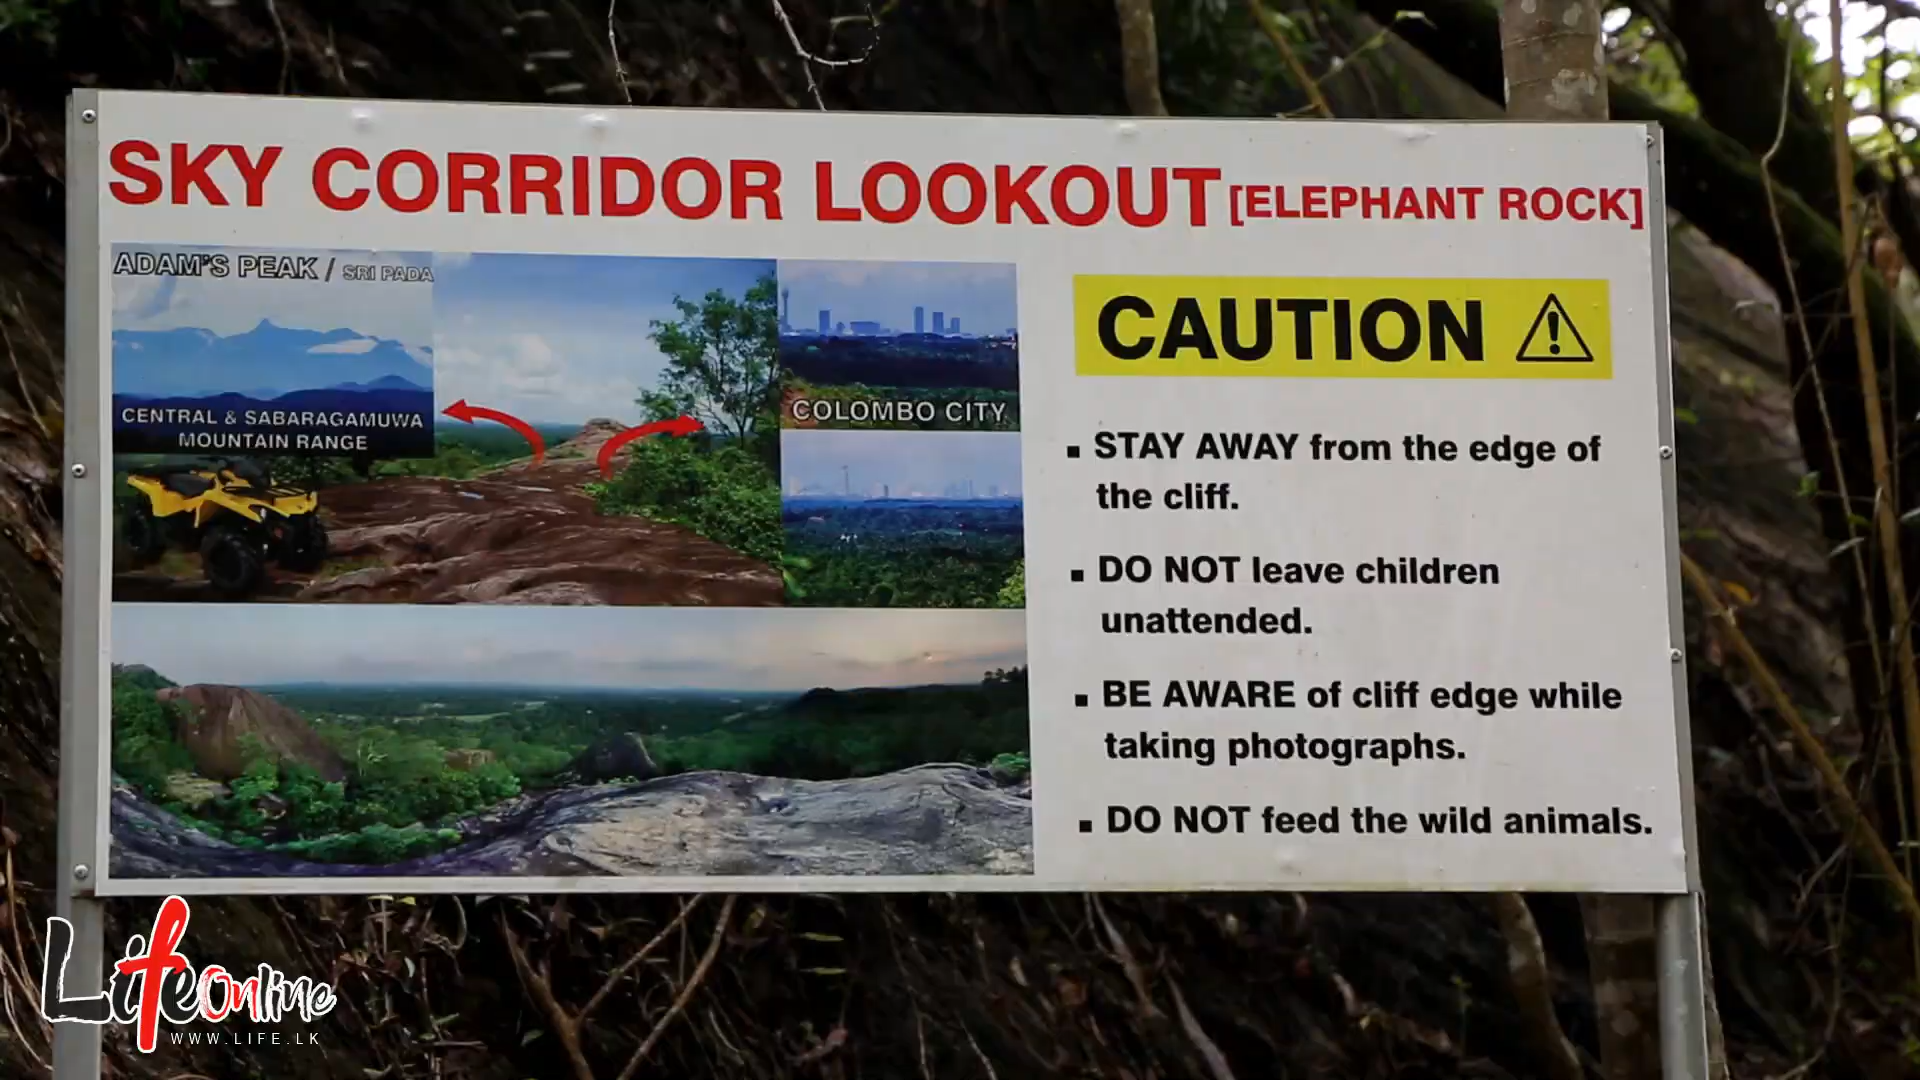 SKY CORRIDOR LOOKOUT [ELEPHANT ROCK]
ADAM'S PEAK / SRI PADA
CENTRAL & SABARAGAMUWA
MOUNTAIN RANGE
COLOMBO CITY
CAUTION
▪ STAY AWAY from the edge of
the cliff.
▪ DO NOT leave children
unattended.
▪ BE AWARE of cliff edge while
taking photographs.
▪ DO NOT feed the wild animals.
Life Online
WWW.LIFE.LK